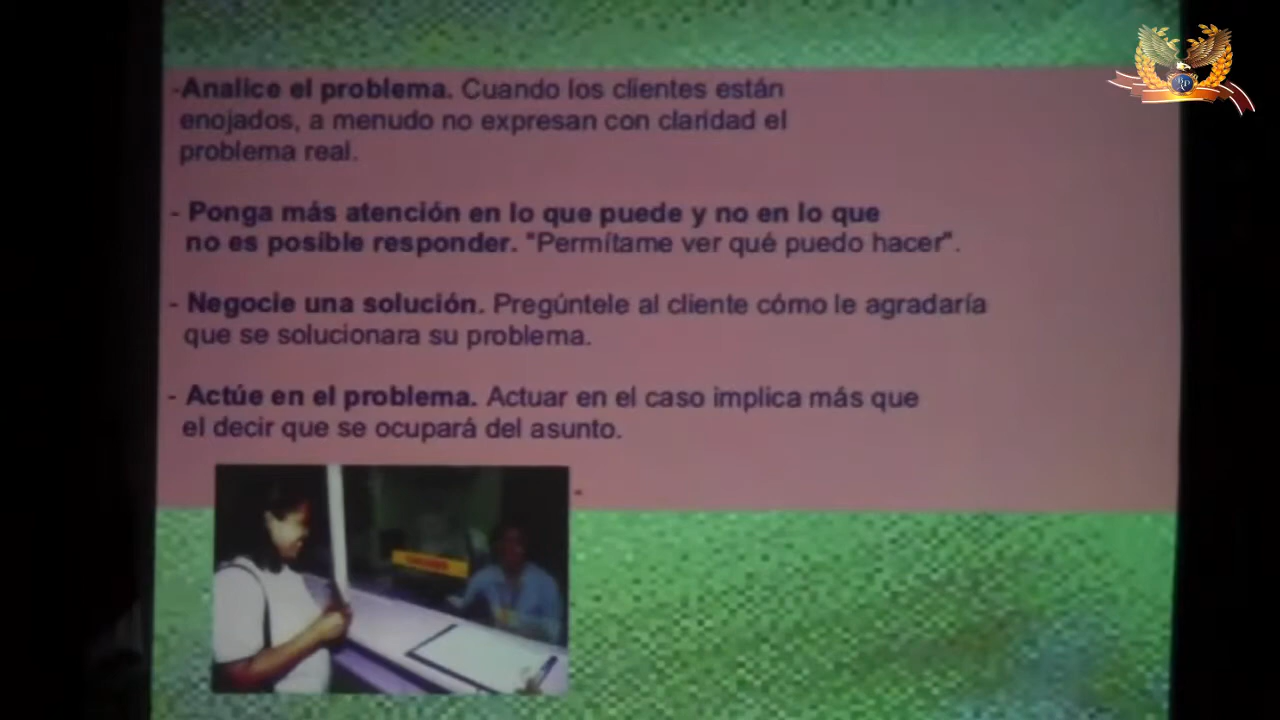 -Analice el problema. Cuando los clientes están
enojados, a menudo no expresan con claridad el
problema real.
- Ponga más atención en lo que puede y no en lo que
no es posible responder. "Permítame ver qué puedo hacer".
- Negocie una solución. Pregúntele al cliente cómo le agradaría
que se solucionara su problema.
- Actúe en el problema. Actuar en el caso implica más que
el decir que se ocupará del asunto.
-